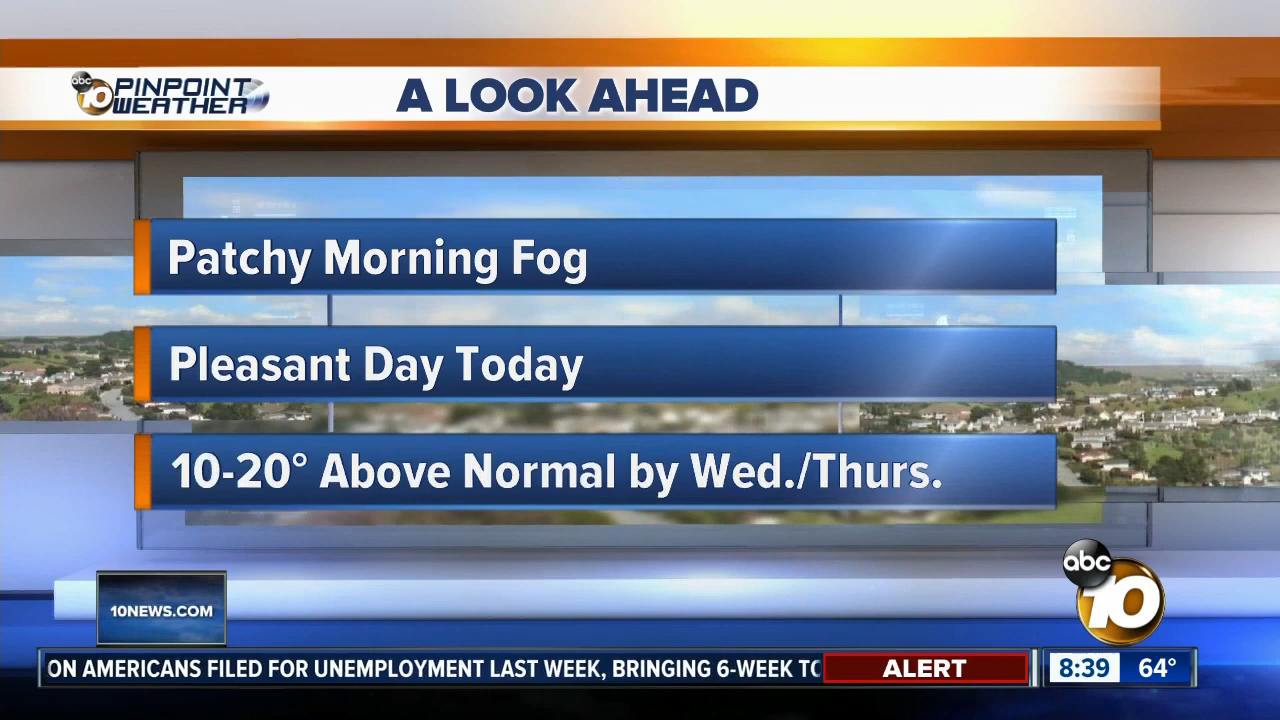 abc 10 PINPOINT WEATHER
A LOOK AHEAD
Patchy Morning Fog
Pleasant Day Today
10-20° Above Normal by Wed./Thurs.
abc 10
10NEWS.COM
ON AMERICANS FILED FOR UNEMPLOYMENT LAST WEEK, BRINGING 6-WEEK
ALERT
8:39 64°